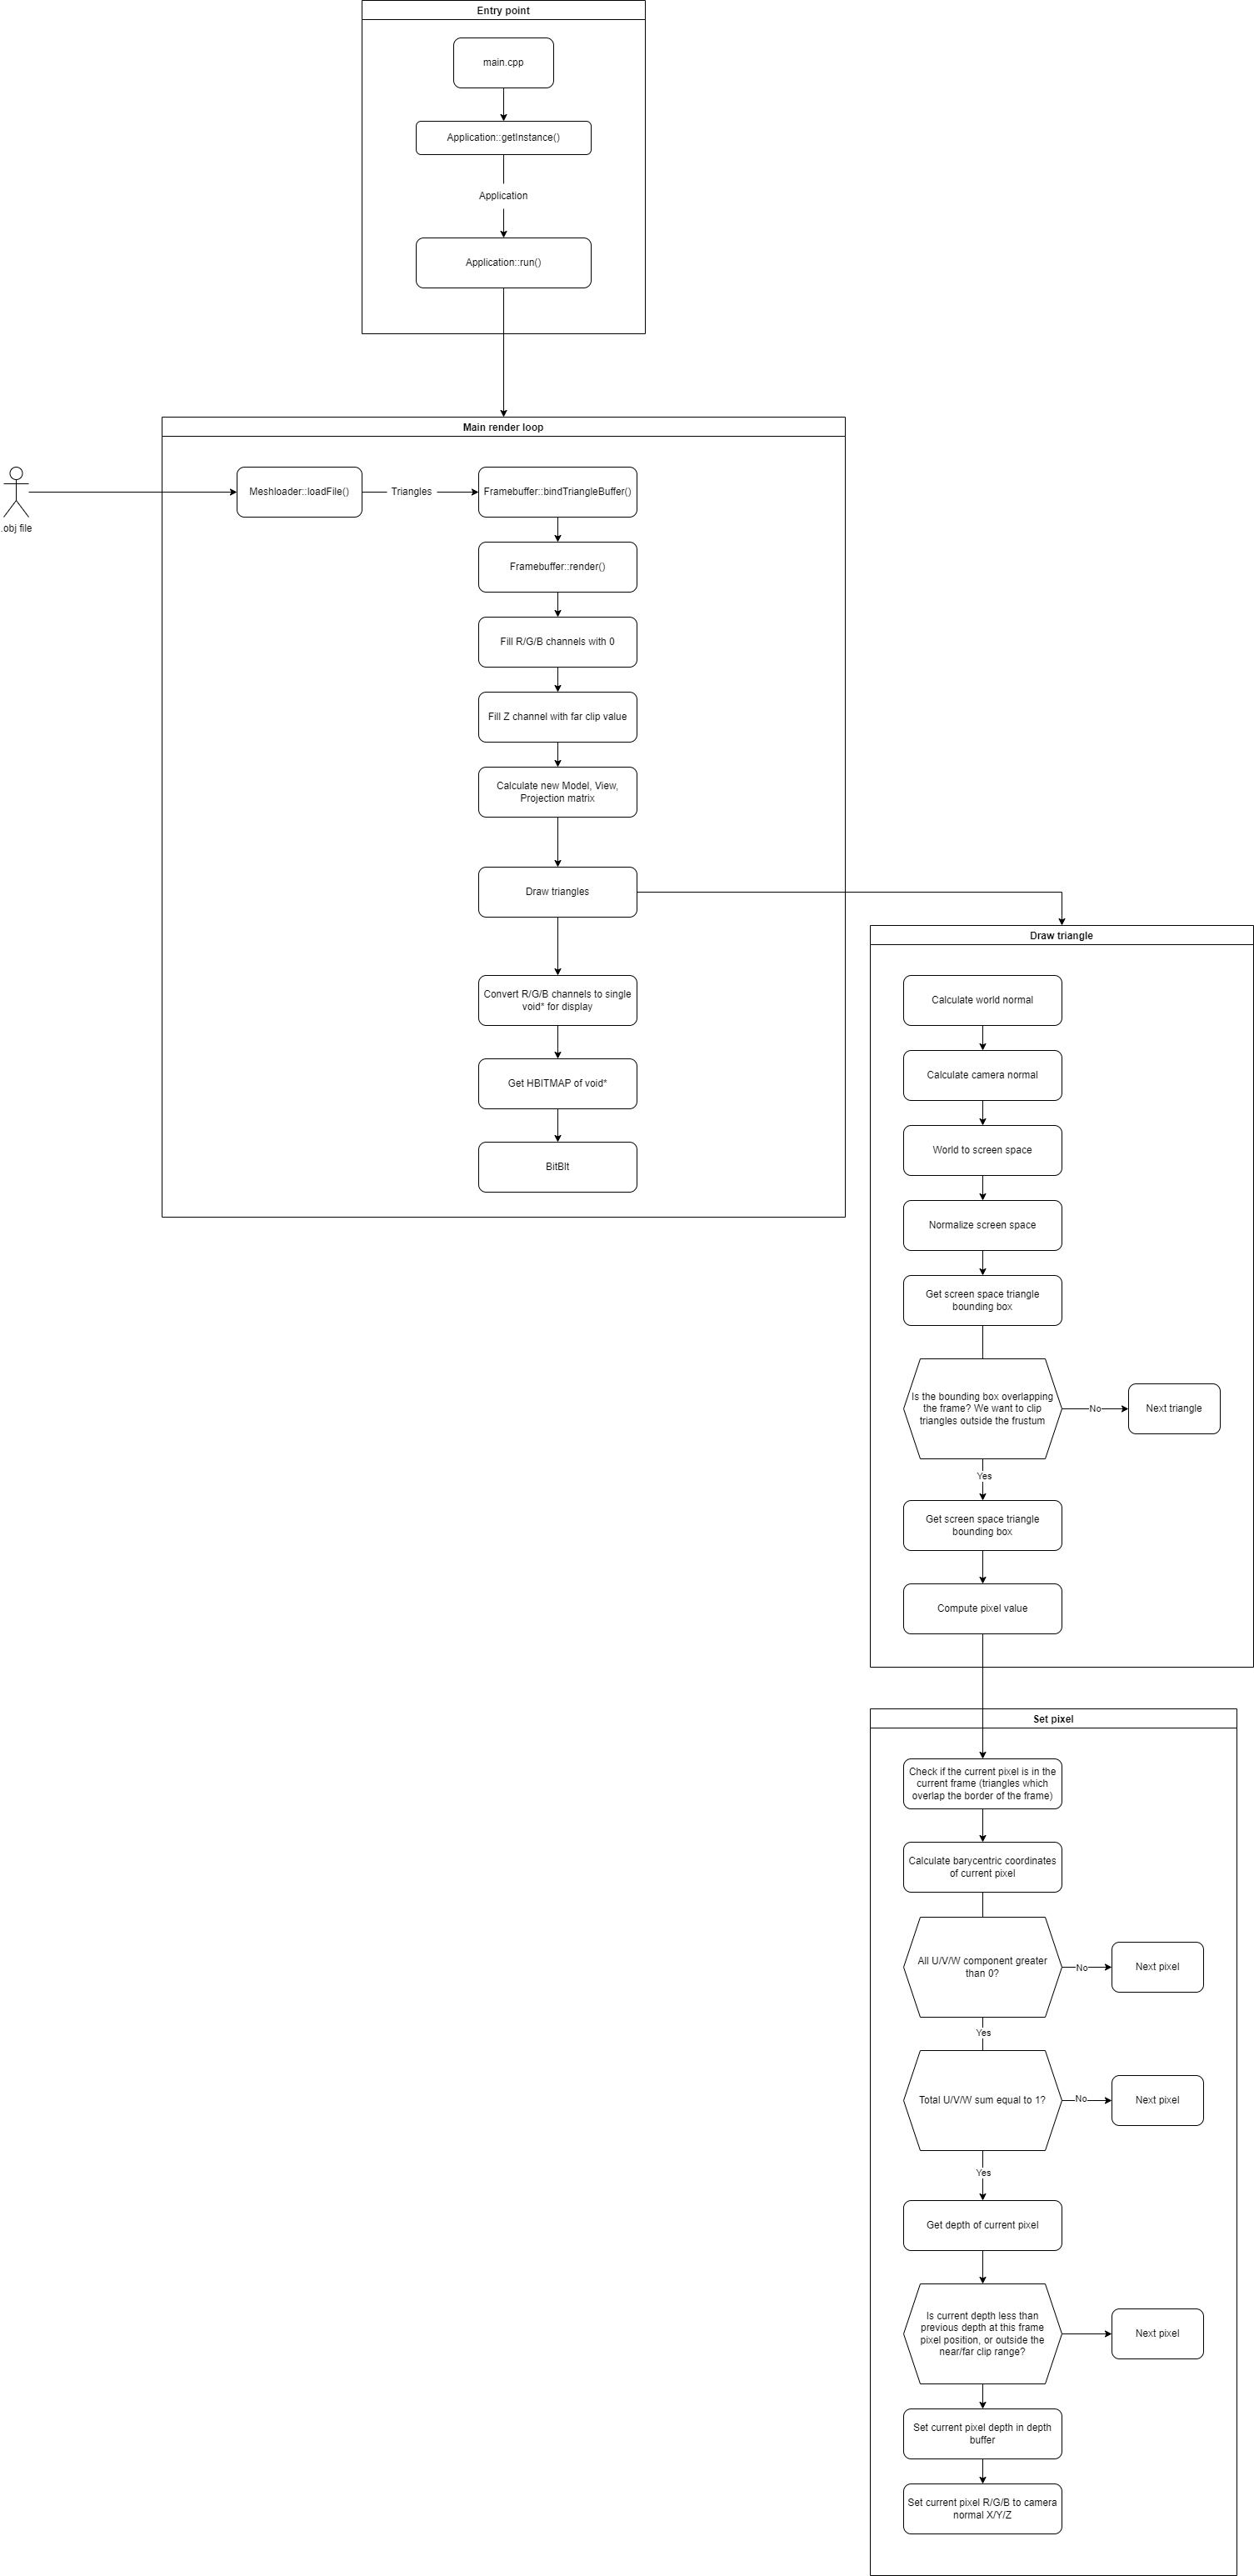 Entry point
main.cpp
Application::getInstance()
Application
Application::run()
Main render loop
.obj file
Meshloader::loadFile()
Triangles
Framebuffer::bindTriangleBuffer()
Framebuffer::render()
Fill R/G/B channels with 0
Fill Z channel with far clip value
Calculate new Model, View,
Projection matrix
Draw triangles
Convert R/G/B channels to single
void* for display
Get HBITMAP of void*
BitBlt
Draw triangle
Calculate world normal
Calculate camera normal
World to screen space
Normalize screen space
Get screen space triangle
bounding box
Is the bounding box overlapping
the frame? We want to clip
triangles outside the frustum
No
Next triangle
Yes
Get screen space triangle
bounding box
Compute pixel value
Set pixel
Check if the current pixel is in the
current frame (triangles which
overlap the border of the frame)
Calculate barycentric coordinates
of current pixel
All U/V/W component greater
than 0?
No
Next pixel
Yes
Total U/V/W sum equal to 1?
No
Next pixel
Yes
Get depth of current pixel
Is current depth less than
previous depth at this frame
pixel position, or outside the
near/far clip range?
Next pixel
Set current pixel depth in depth
buffer
Set current pixel R/G/B to camera
normal X/Y/Z